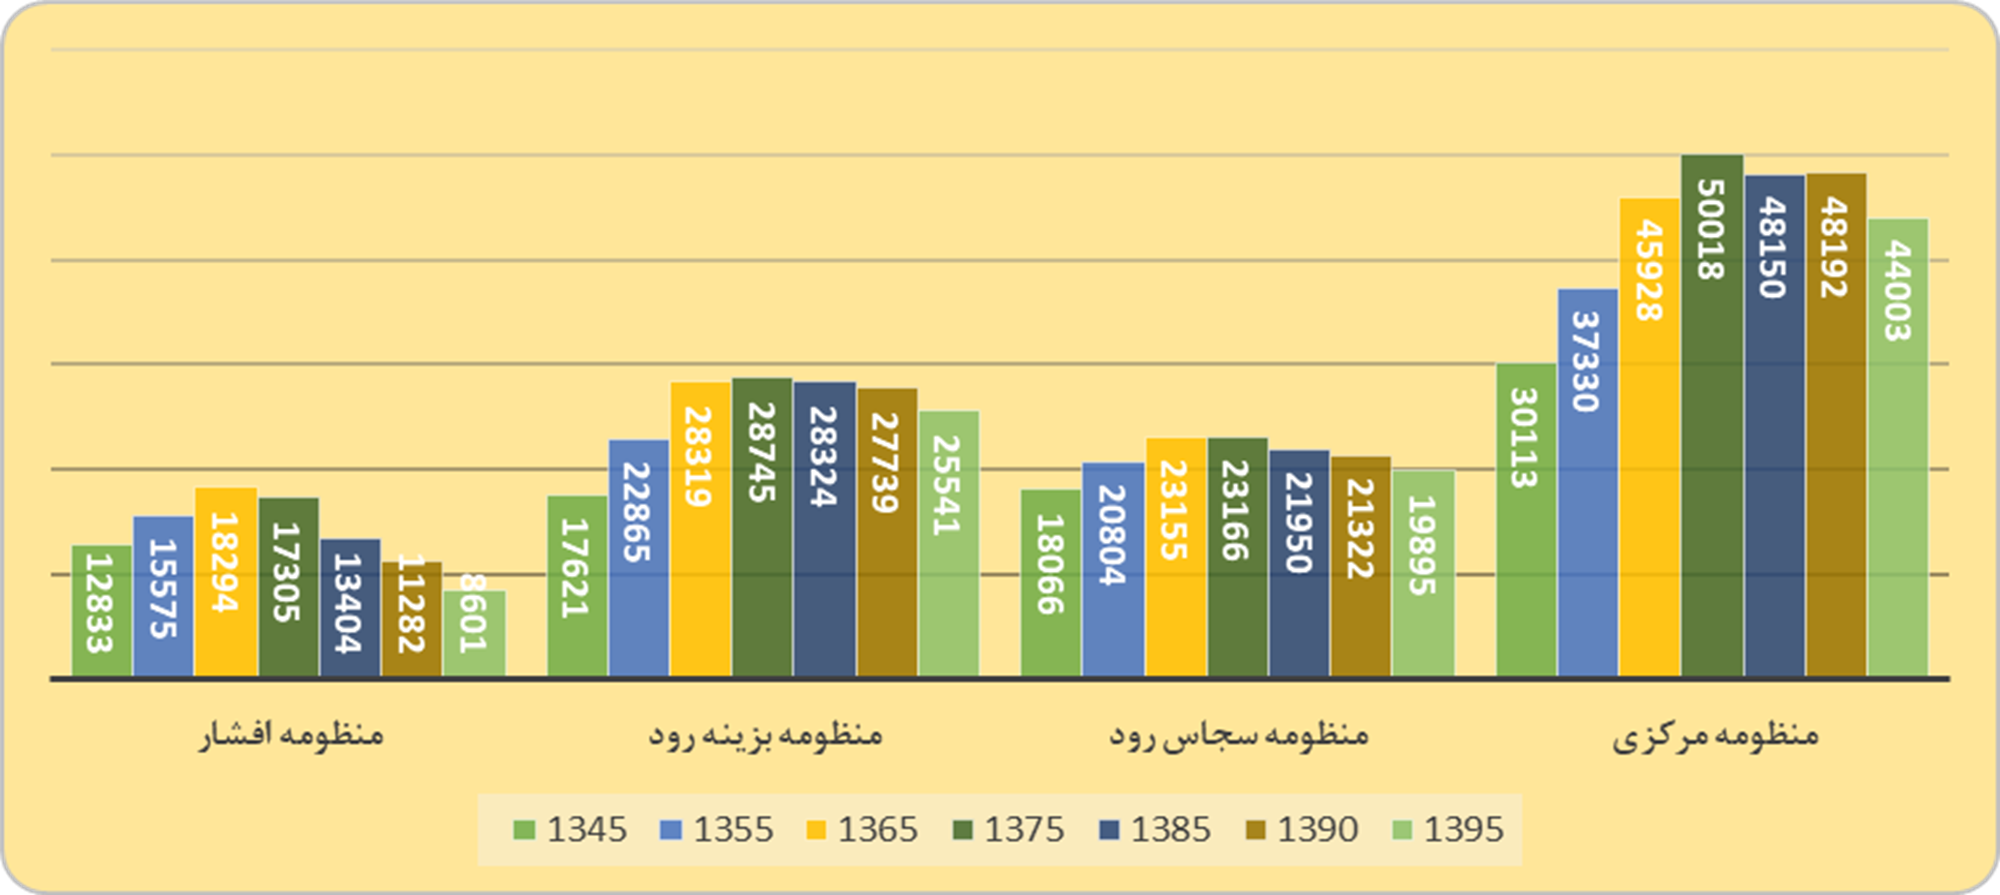 12833 15575 18294 17305 13404 11282 8601
17621 22865 28319 28745 28324 27739 25541
18066 20804 23155 23166 21950 21322 19895
30113 37330 45928 50018 48150 48192 44003
منظومه افشار
منظومه بزینه رود
منظومه سجاس رود
منظومه مرکزی
1345 1355 1365 1375 1385 1390 1395